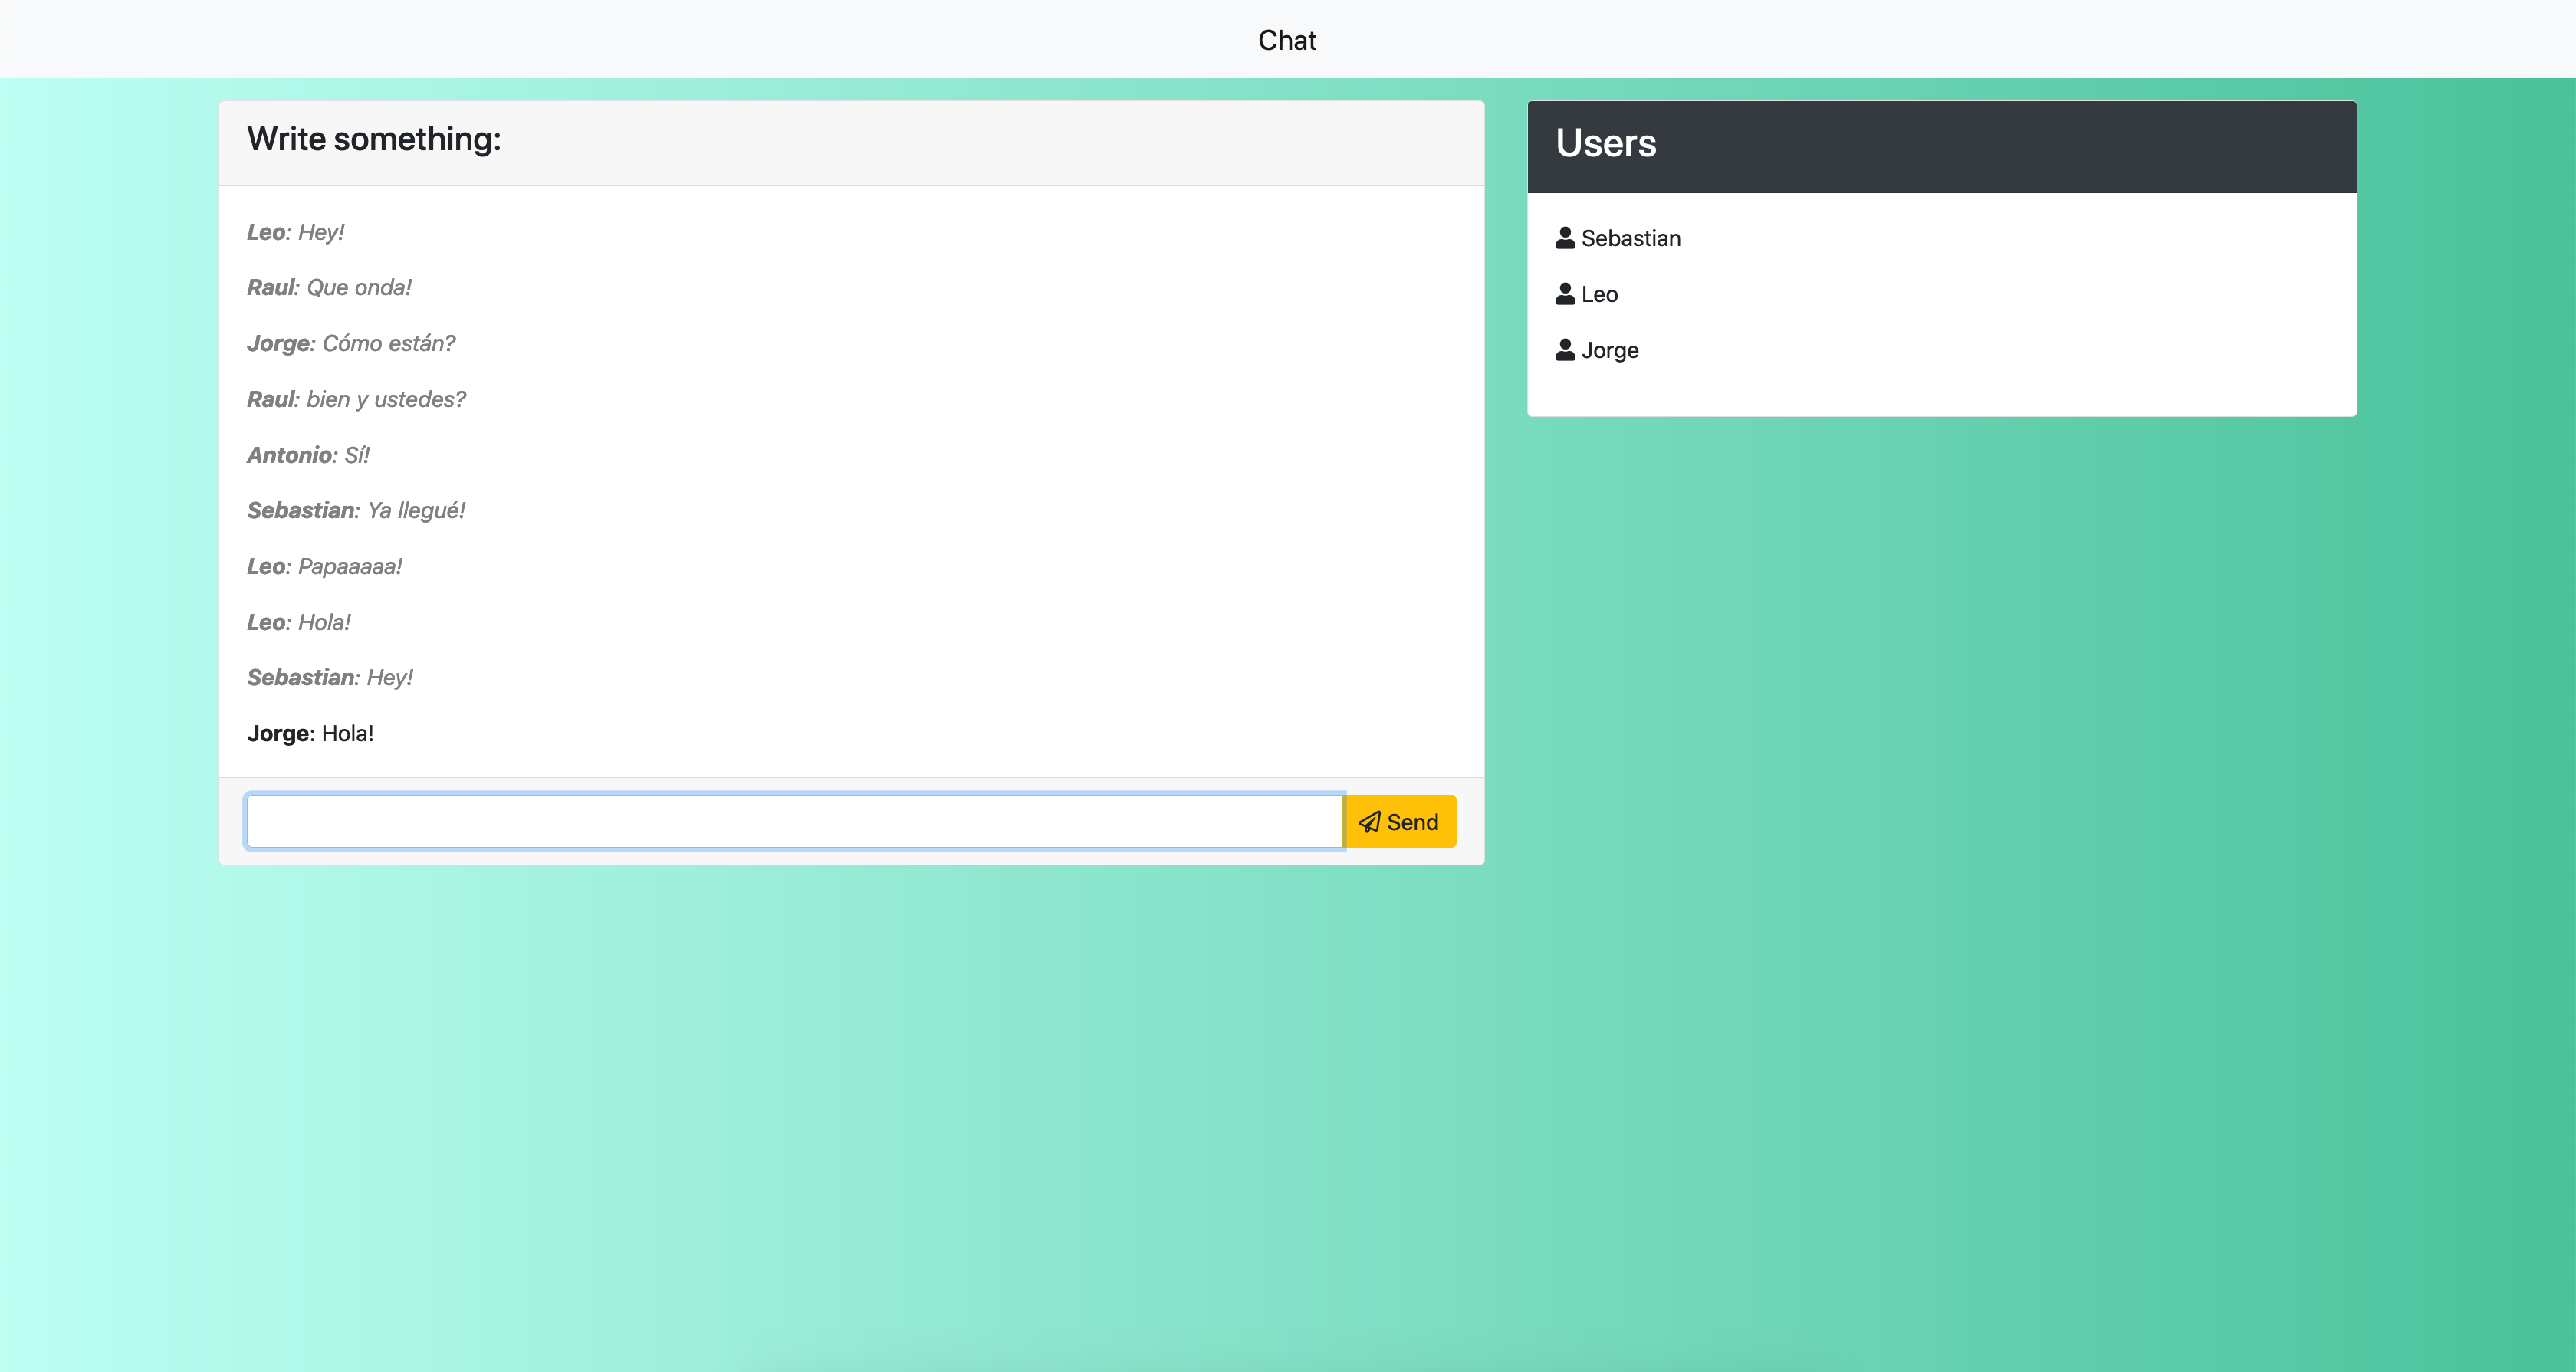 Chat
Write something:
Leo: Hey!
Raul: Que onda!
Jorge: Cómo están?
Raul: bien y ustedes?
Antonio: Sí!
Sebastian: Ya llegué!
Leo: Papaaaaa!
Leo: Hola!
Sebastian: Hey!
Jorge: Hola!
Send
Users
Sebastian
Leo
Jorge